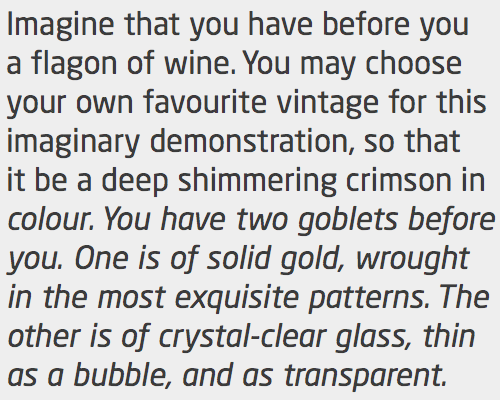 Imagine that you have before you
a flagon of wine. You may choose
your own favourite vintage for this
imaginary demonstration, so that
it be a deep shimmering crimson in
colour. You have two goblets before
you. One is of solid gold, wrought
in the most exquisite patterns. The
other is of crystal-clear glass, thin
as a bubble, and as transparent.